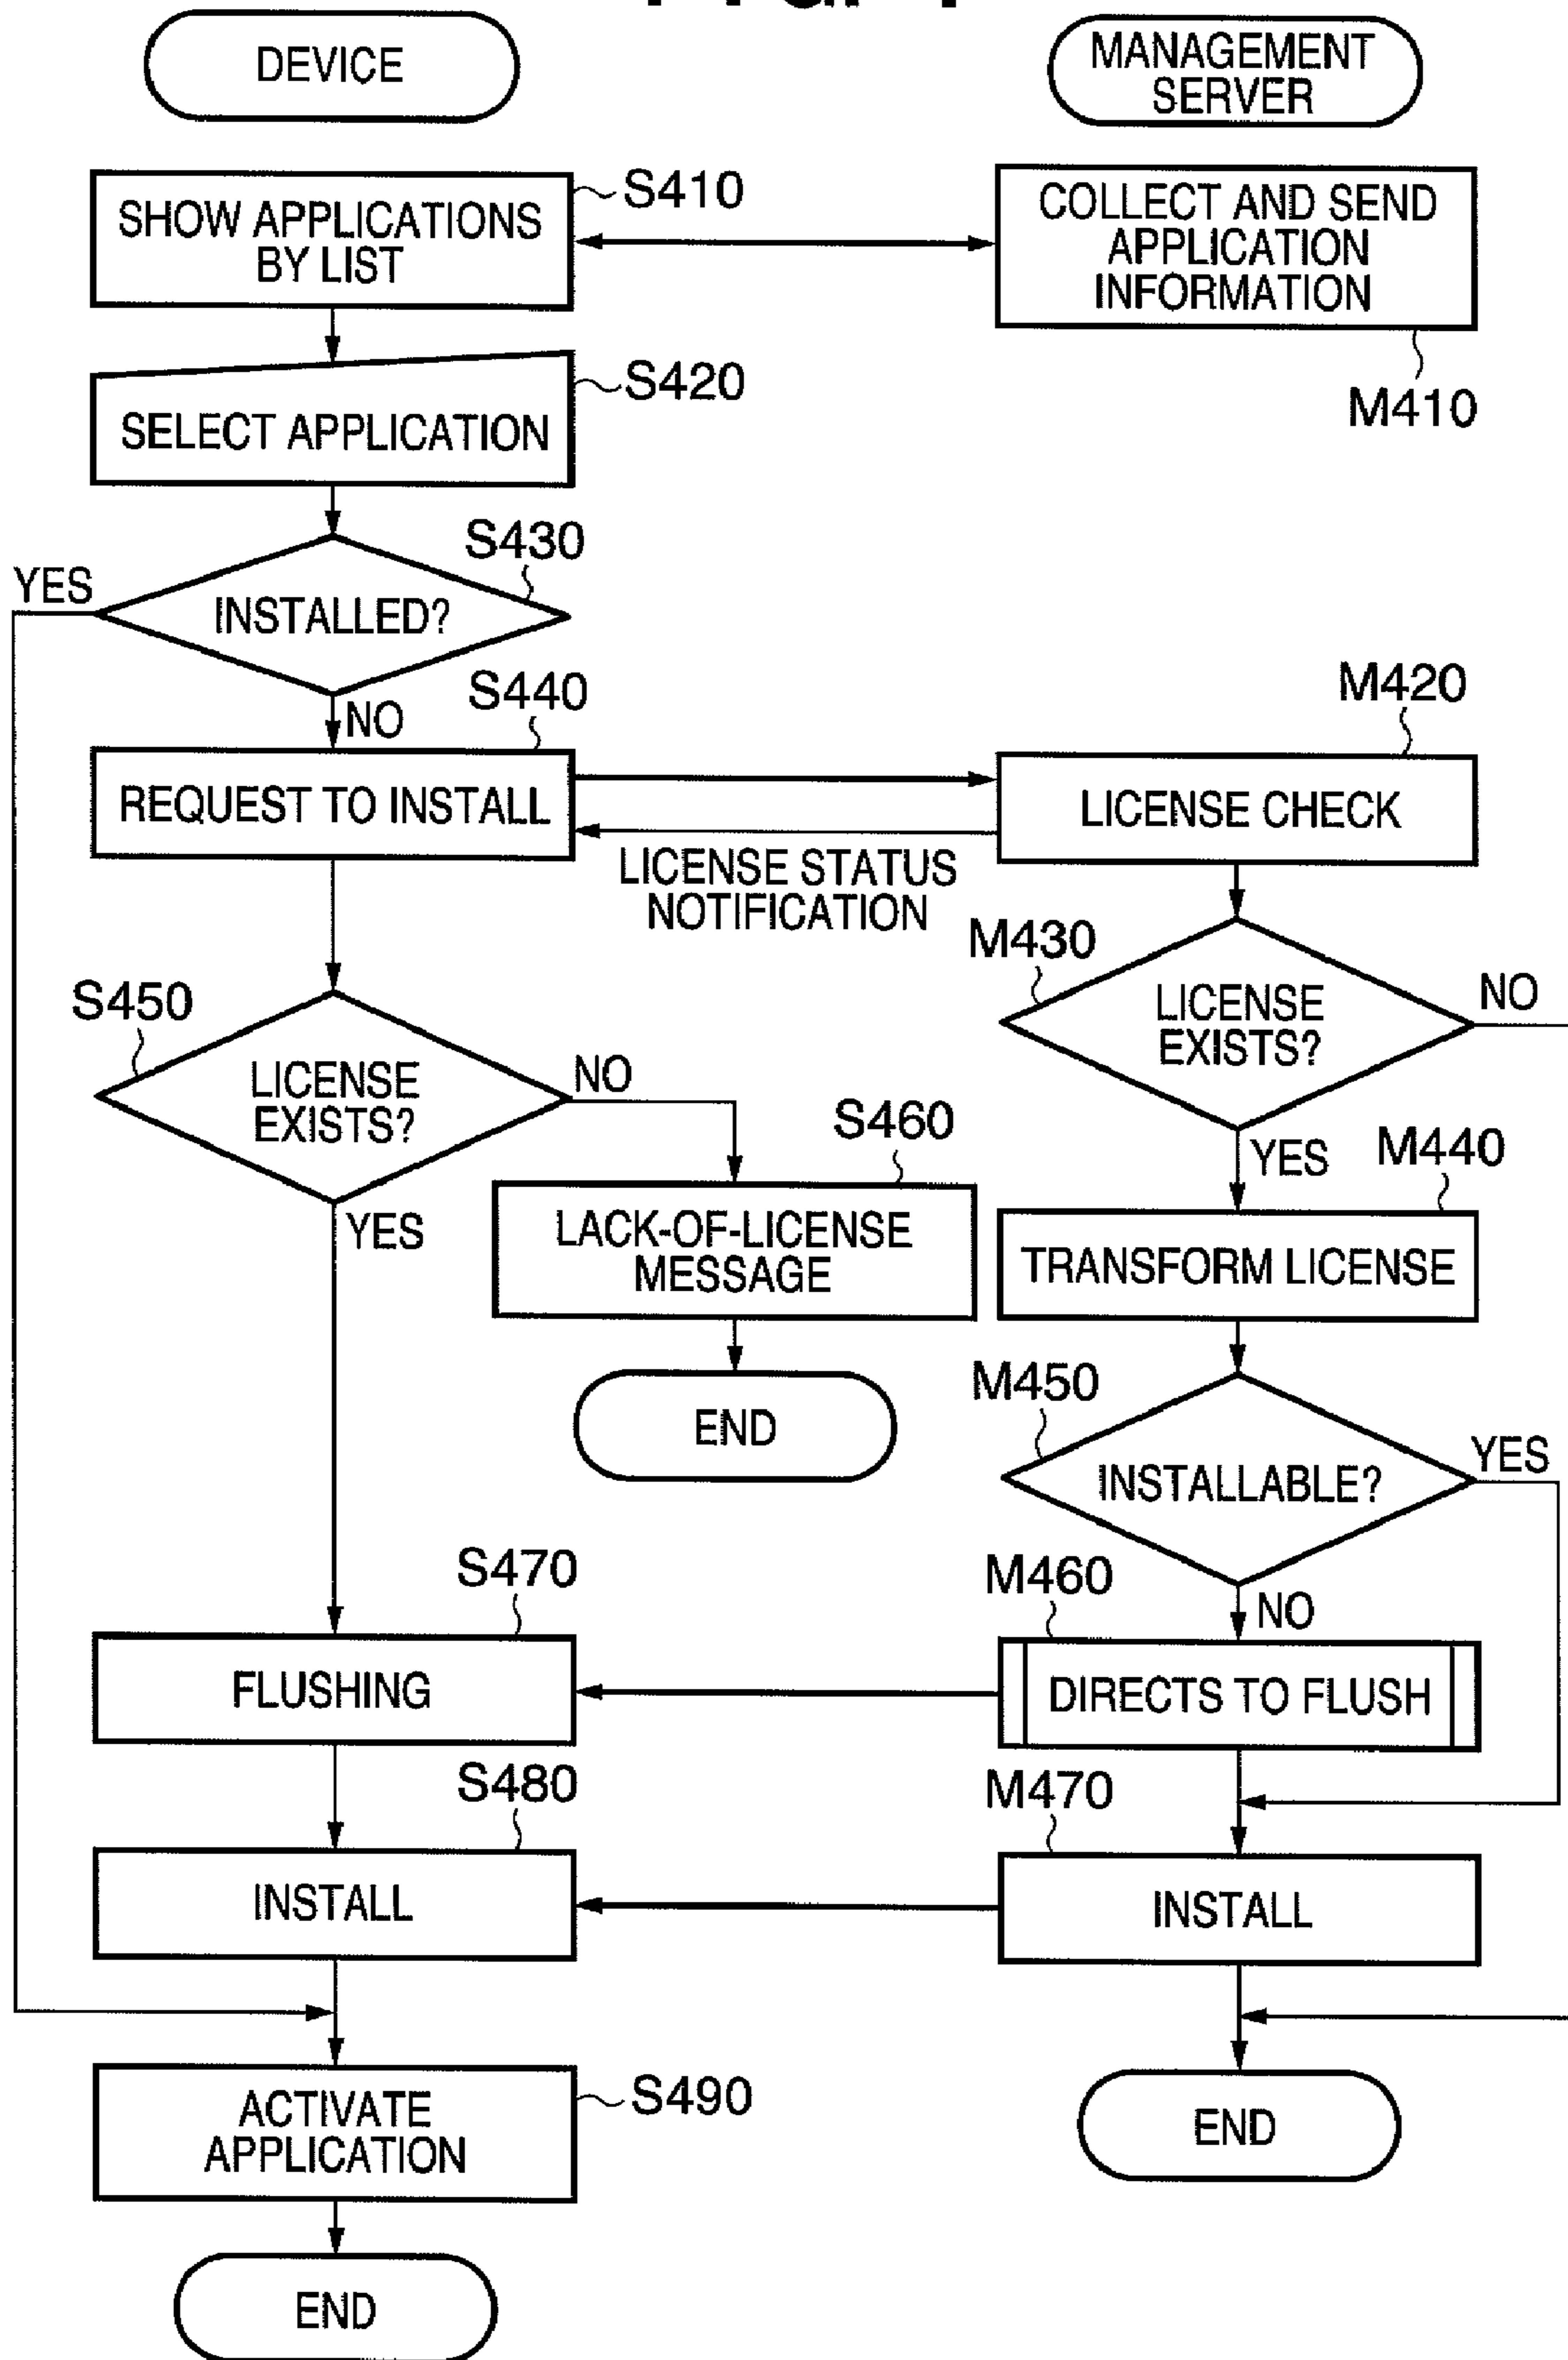 DEVICE
MANAGEMENT
SERVER
SHOW APPLICATIONS
BY LIST
S410
COLLECT AND SEND
APPLICATION
INFORMATION
M410
SELECT APPLICATION
S420
S430
YES
INSTALLED?
NO
S440
REQUEST TO INSTALL
M420
LICENSE CHECK
LICENSE STATUS
NOTIFICATION
M430
LICENSE
EXISTS?
NO
YES
S450
LICENSE
EXISTS?
NO
YES
S460
LACK-OF-LICENSE
MESSAGE
END
M440
TRANSFORM LICENSE
M450
INSTALLABLE?
YES
NO
S470
FLUSHING
M460
DIRECTS TO FLUSH
S480
INSTALL
M470
INSTALL
S490
ACTIVATE
APPLICATION
END
END